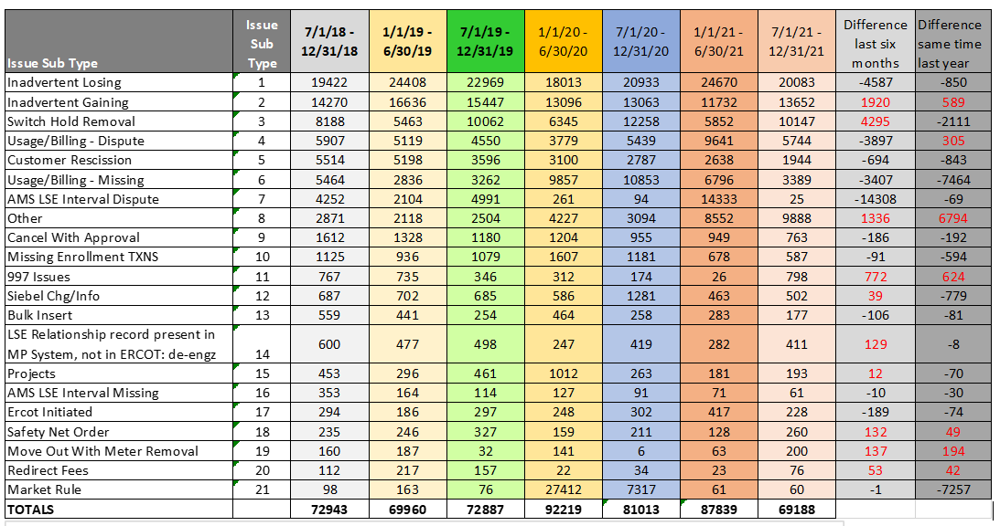 Issue Sub Type Issue Sub Type 7/1/18 - 12/31/18 1/1/19 - 6/30/19 7/1/19 - 12/31/19 1/1/20 - 6/30/20 7/1/20 - 12/31/20 1/1/21 - 6/30/21 7/1/21 - 12/31/21 Difference last six months Difference same time last year
Inadvertent Losing 1 19422 24408 22969 18013 20933 24670 20083 -4587 -850
Inadvertent Gaining 2 14270 16636 15447 13096 13063 11732 13652 1920 589
Switch Hold Removal 3 8188 5463 10062 6345 12258 5852 10147 4295 -2111
Usage/Billing - Dispute 4 5907 5119 4550 3779 5439 9641 5744 -3897 305
Customer Rescission 5 5514 5198 3596 3100 2787 2638 1944 -694 -843
Usage/Billing - Missing 6 5464 2836 3262 9857 10853 6796 3389 -3407 -7464
AMS LSE Interval Dispute 7 4252 2104 4991 261 94 14333 25 -14308 -69
Other 8 2871 2118 2504 4227 3094 8552 9888 1336 6794
Cancel With Approval 9 1612 1328 1180 1204 955 949 763 -186 -192
Missing Enrollment TXNS 10 1125 936 1079 1607 1181 678 587 -91 -594
997 Issues 11 767 735 346 312 174 26 798 772 624
Siebel Chg/Info 12 687 702 685 586 1281 463 502 39 -779
Bulk Insert 13 559 441 254 464 258 283 177 -106 -81
LSE Relationship record present in
MP System, not in ERCOT: de-engz 14 600 477 498 247 419 282 411 129 -8
Projects 15 453 296 461 1012 263 181 193 12 -70
AMS LSE Interval Missing 16 353 164 114 127 91 71 61 -10 -30
Ercot Initiated 17 294 186 297 248 302 417 228 -189 -74
Safety Net Order 18 235 246 327 159 211 128 260 132 49
Move Out With Meter Removal 19 160 187 32 141 6 63 200 137 194
Redirect Fees 20 112 217 157 22 34 23 76 53 42
Market Rule 21 98 163 76 27412 7317 61 60 -1 -7257
TOTALS 72943 69960 72887 92219 81013 87839 69188